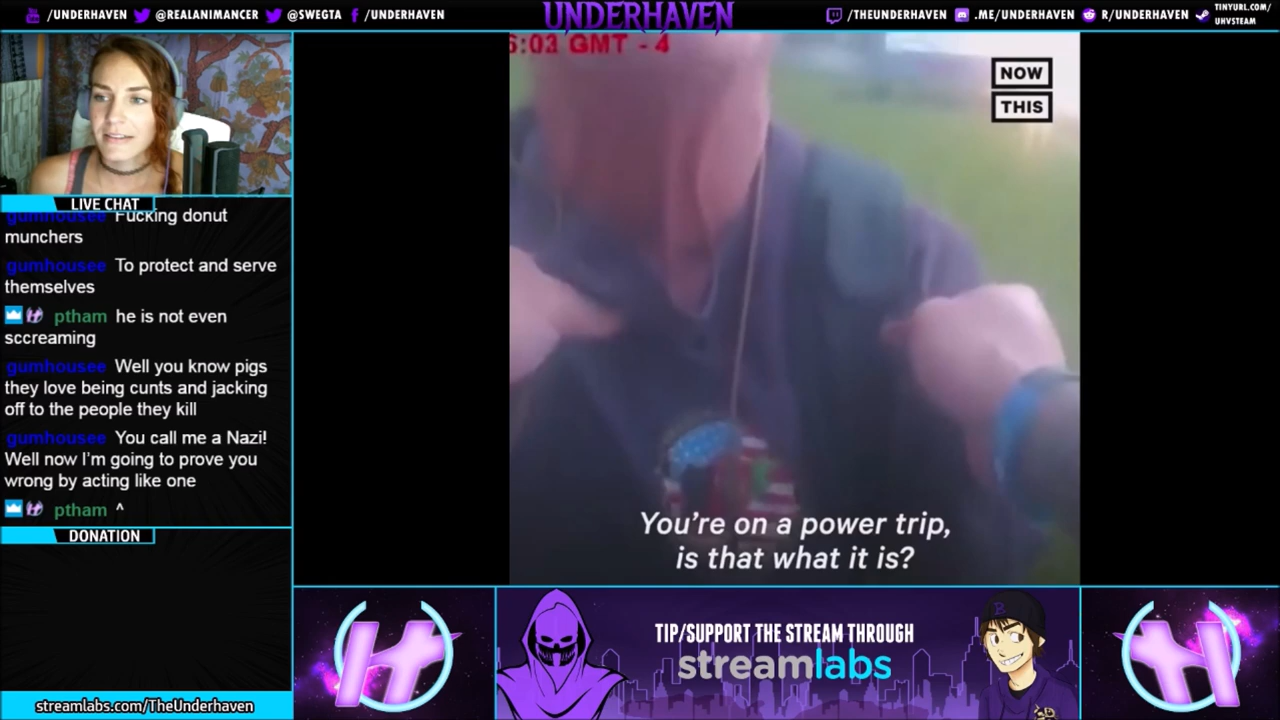 /UNDERHAVEN @REALANIMANCER @SWEGTA /UNDERHAVEN
UNDERHAVEN
/THEUNDERHAVEN .ME/UNDERHAVEN R/UNDERHAVEN TINYURL.COM/
UHVSTEAM
6:03 GMT - 4
NOW
THIS
LIVE CHAT
gumhousee Fucking donut
munchers
gumhousee To protect and serve
themselves
ptham he is not even
sccreaming
gumhousee Well you know pigs
they love being cunts and jacking
off to the people they kill
gumhousee You call me a Nazi!
Well now I'm going to prove you
wrong by acting like one
ptham ^
DONATION
You're on a power trip,
is that what it is?
TIP/SUPPORT THE STREAM THROUGH
streamlabs
streamlabs.com/TheUnderhaven